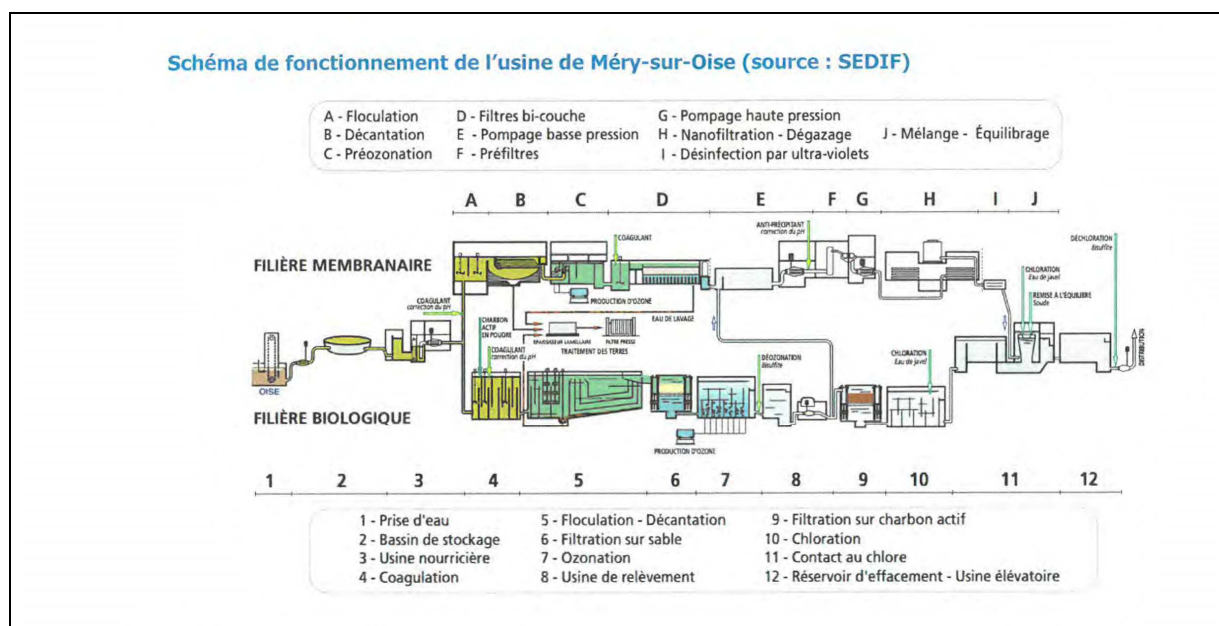 Schéma de fonctionnement de l'usine de Méry-sur-Oise (source : SEDIF)
A - Floculation
B - Décantation
C - Préozonation
D - Filtres bi-couche
E - Pompage basse pression
F - Préfiltres
G - Pompage haute pression
H - Nanofiltration - Dégazage
I - Désinfection par ultra-violets
J - Mélange - Équilibrage
A B C D E F G H I J
FILIÈRE MEMBRANAIRE
COAGULANT
ANTI-PRÉCIPITANT
correction du pH
DÉCHLORATION
Bisulfite
CHLORATION
Eau de javel
REMISE À L'ÉQUILIBRE
Soude
PRODUCTION D'OZONE
EAU DE LAVAGE
COAGULANT
correction du pH
CHARBON
ACTIF
EN POUDRE
COAGULANT
correction du pH
ÉPAISSISSEUR LAMELLAIRE
FILTRE PRESSE
TRAITEMENT DES TERRES
DÉOZONATION
Bisulfite
CHLORATION
Eau de javel
DISTRIBUTION
OISE
FILIÈRE BIOLOGIQUE
PRODUCTION D'OZONE
1 2 3 4 5 6 7 8 9 10 11 12
1 - Prise d'eau
2 - Bassin de stockage
3 - Usine nourricière
4 - Coagulation
5 - Floculation - Décantation
6 - Filtration sur sable
7 - Ozonation
8 - Usine de relèvement
9 - Filtration sur charbon actif
10 - Chloration
11 - Contact au chlore
12 - Réservoir d'effacement - Usine élévatoire